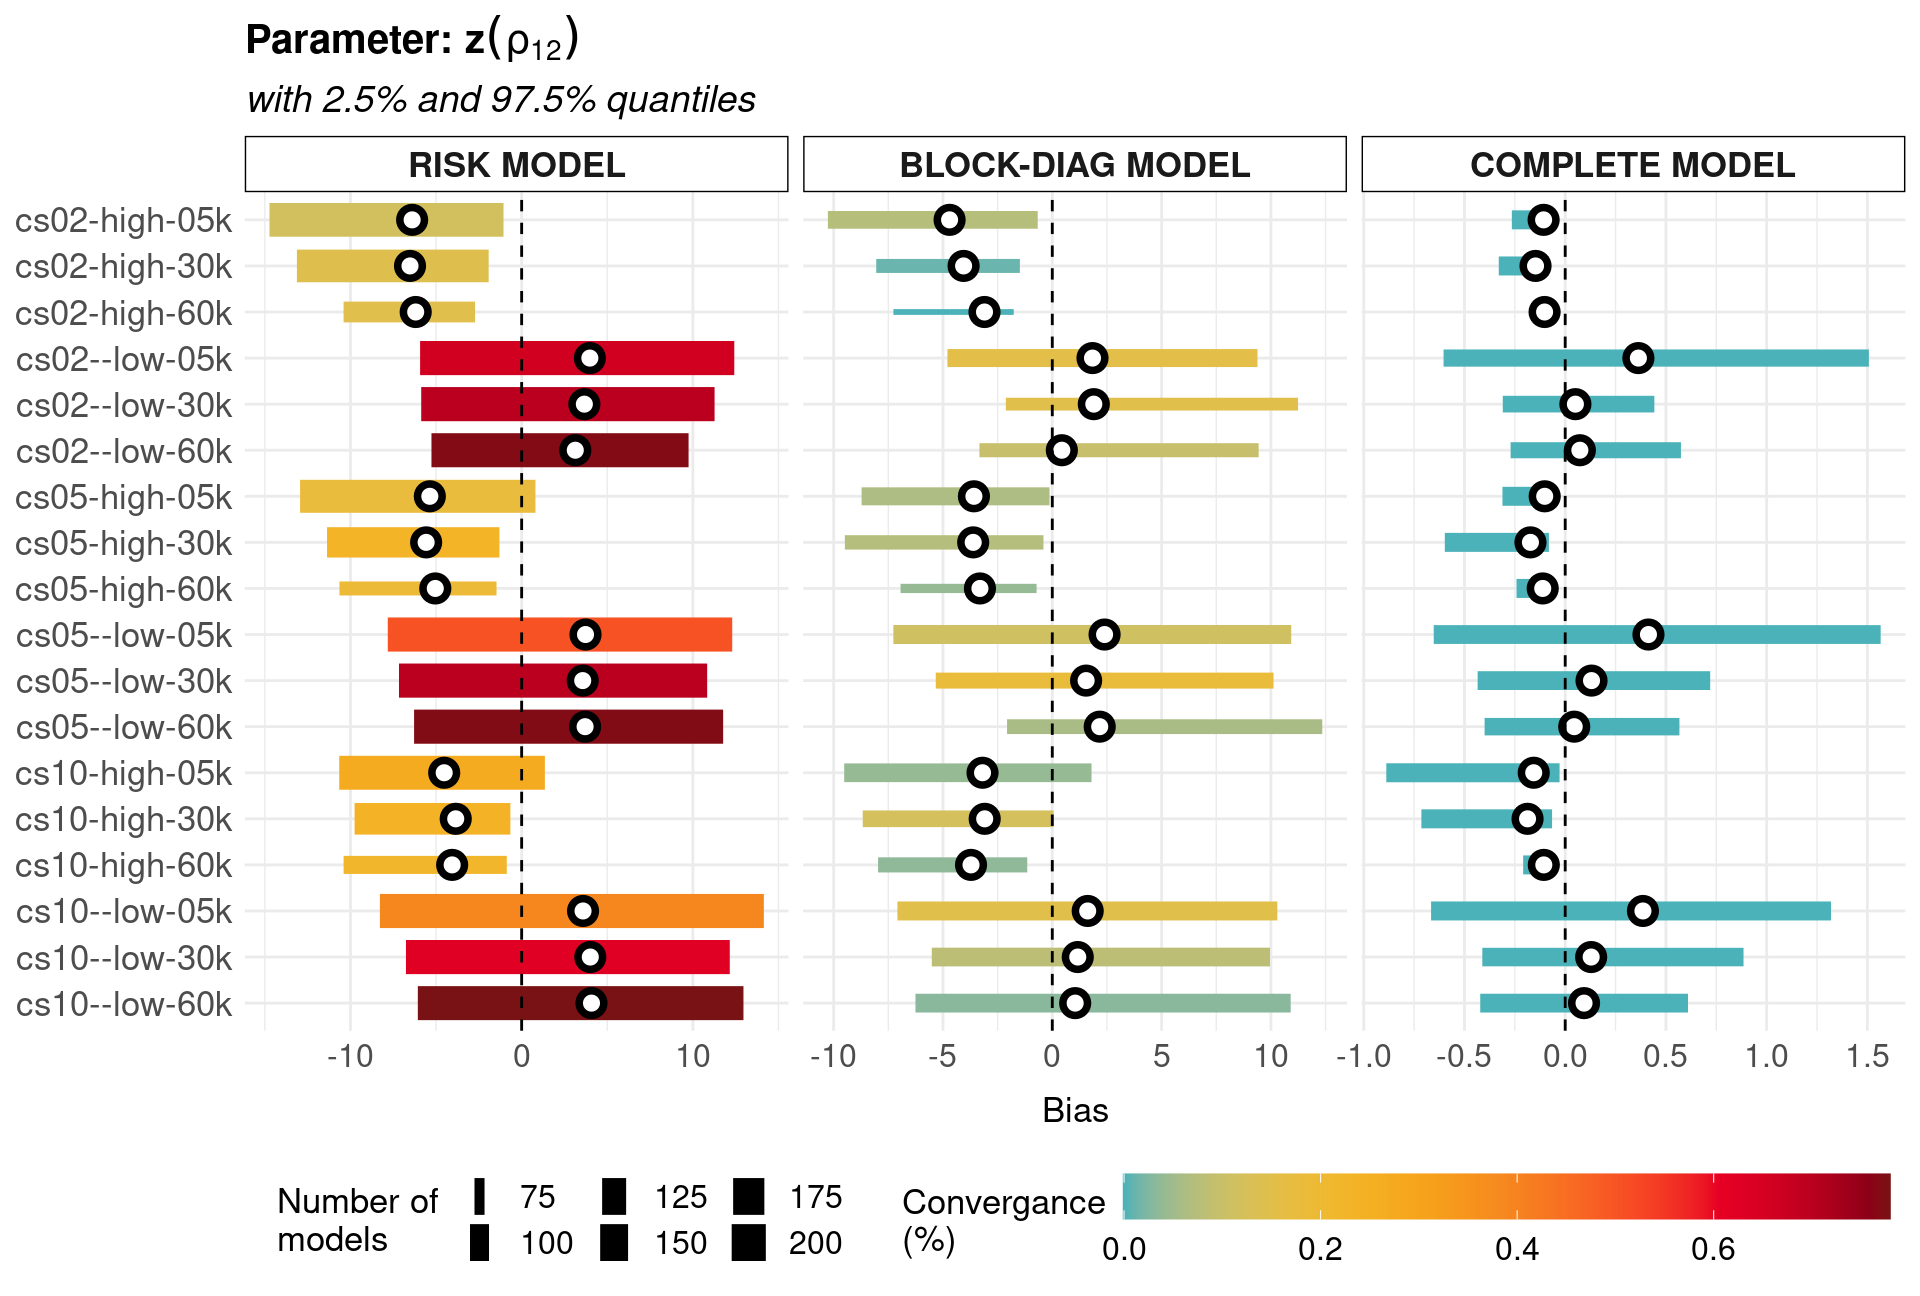 Parameter: z(ρ12)
with 2.5% and 97.5% quantiles
RISK MODEL BLOCK-DIAG MODEL COMPLETE MODEL
cs02-high-05k
cs02-high-30k
cs02-high-60k
cs02--low-05k
cs02--low-30k
cs02--low-60k
cs05-high-05k
cs05-high-30k
cs05-high-60k
cs05--low-05k
cs05--low-30k
cs05--low-60k
cs10-high-05k
cs10-high-30k
cs10-high-60k
cs10--low-05k
cs10--low-30k
cs10--low-60k
-10 0 10 -10 -5 0 5 10 -1.0 -0.5 0.0 0.5 1.0 1.5
Bias
Number of models
75 125 175
100 150 200
Convergance (%)
0.0 0.2 0.4 0.6